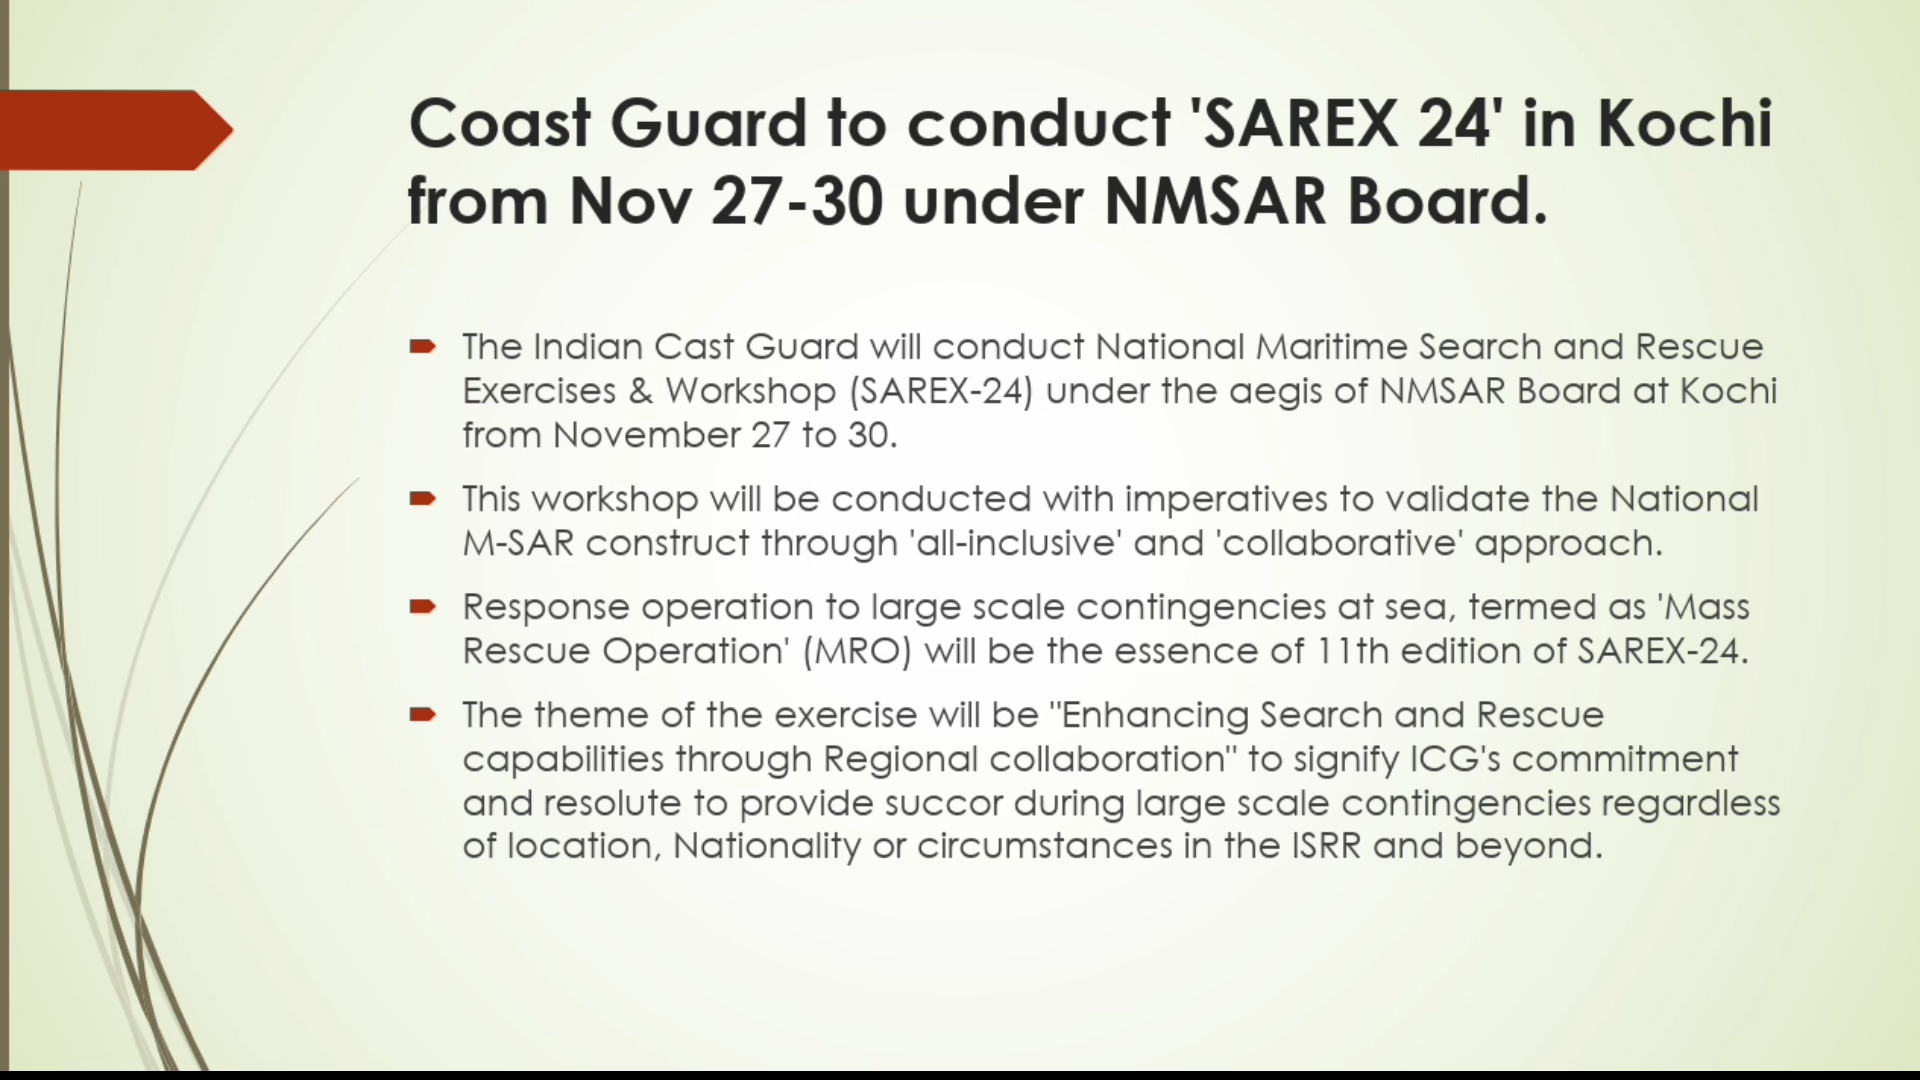 Coast Guard to conduct 'SAREX 24' in Kochi
from Nov 27-30 under NMSAR Board.
The Indian Cast Guard will conduct National Maritime Search and Rescue
Exercises & Workshop (SAREX-24) under the aegis of NMSAR Board at Kochi
from November 27 to 30.
This workshop will be conducted with imperatives to validate the National
M-SAR construct through 'all-inclusive' and 'collaborative' approach.
Response operation to large scale contingencies at sea, termed as 'Mass
Rescue Operation' (MRO) will be the essence of 11th edition of SAREX-24.
The theme of the exercise will be "Enhancing Search and Rescue
capabilities through Regional collaboration" to signify ICG's commitment
and resolute to provide succor during large scale contingencies regardless
of location, Nationality or circumstances in the ISRR and beyond.